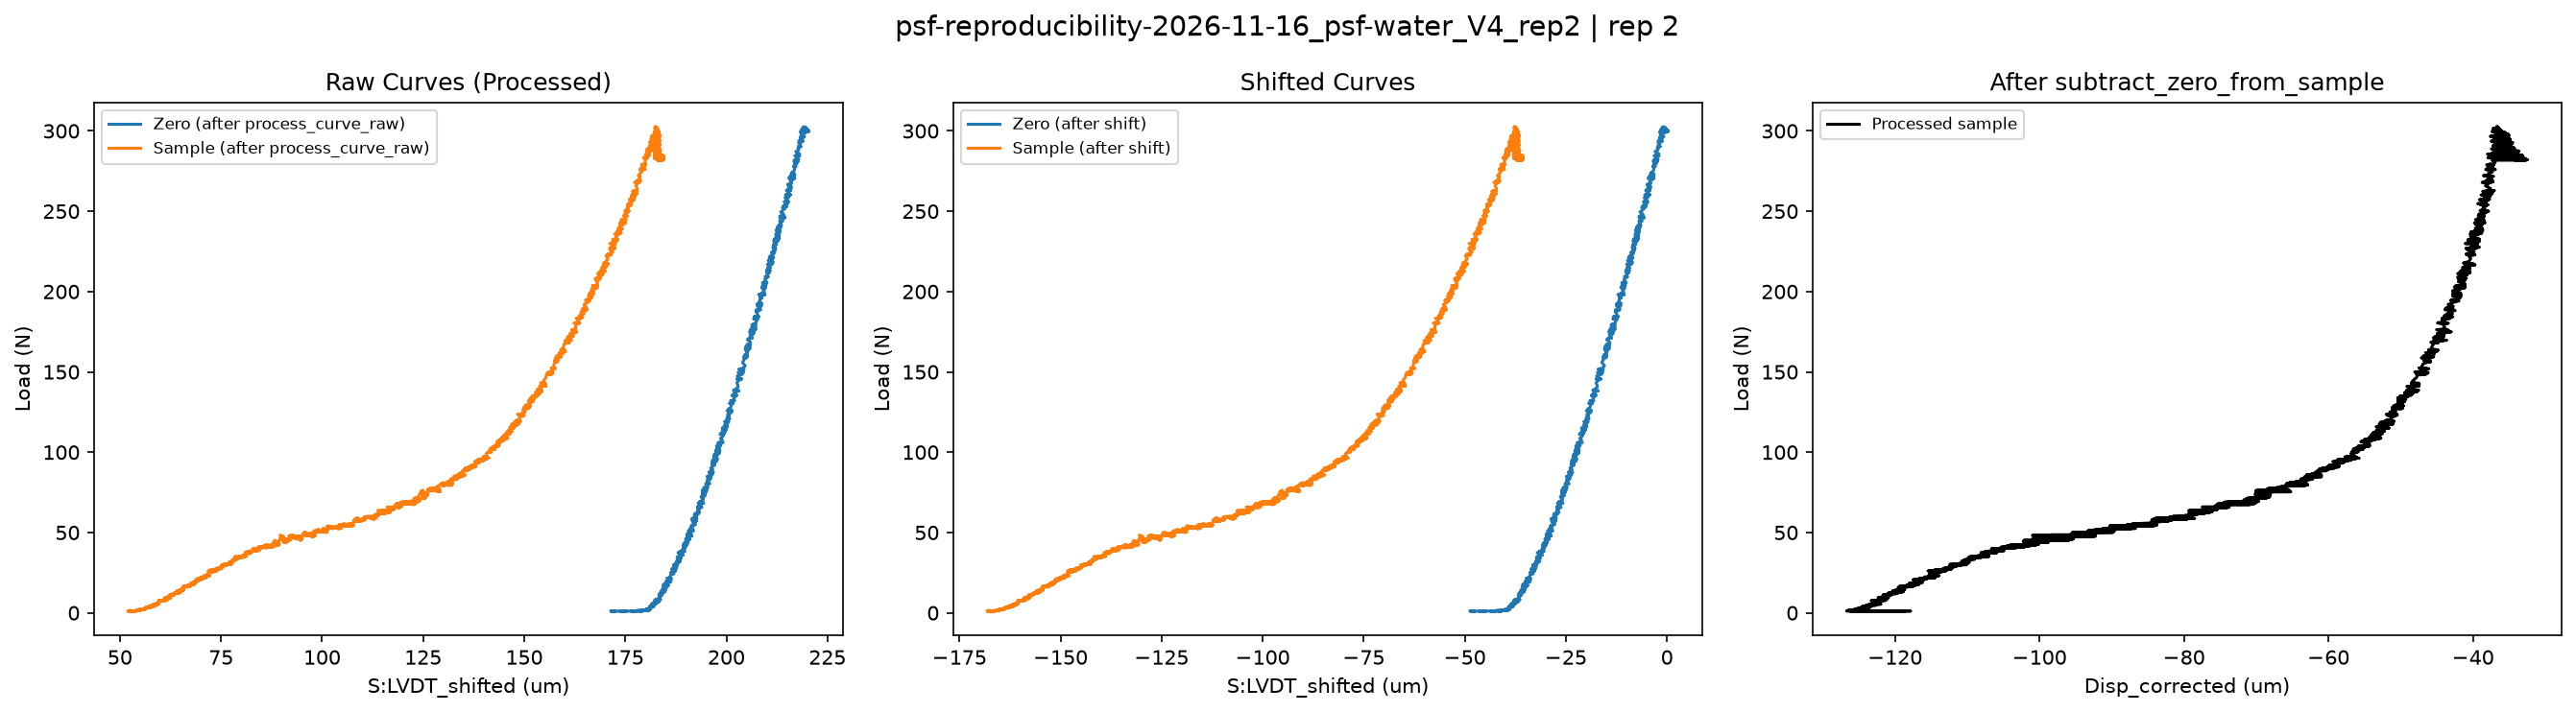 psf-reproducibility-2026-11-16_psf-water_V4_rep2 | rep 2
Raw Curves (Processed)
Zero (after process_curve_raw)
Sample (after process_curve_raw)
Load (N)
300
250
200
150
100
50
0
50 75 100 125 150 175 200 225
S:LVDT_shifted (um)
Shifted Curves
Zero (after shift)
Sample (after shift)
Load (N)
300
250
200
150
100
50
0
−175 −150 −125 −100 −75 −50 −25 0
S:LVDT_shifted (um)
After subtract_zero_from_sample
Processed sample
Load (N)
300
250
200
150
100
50
0
−120 −100 −80 −60 −40
Disp_corrected (um)